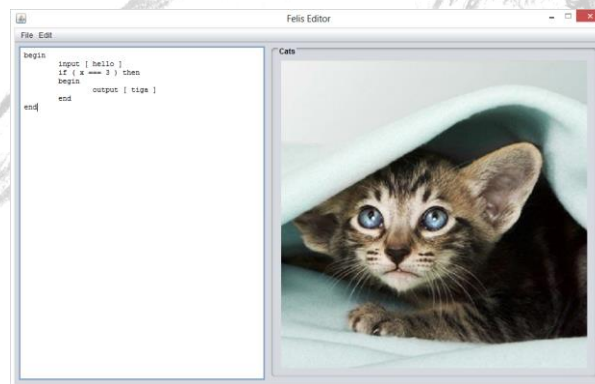 Felis Editor
File Edit
Cats
begin
input [ hello ]
if ( x === 3 ) then
begin
output [ tiga ]
end
end